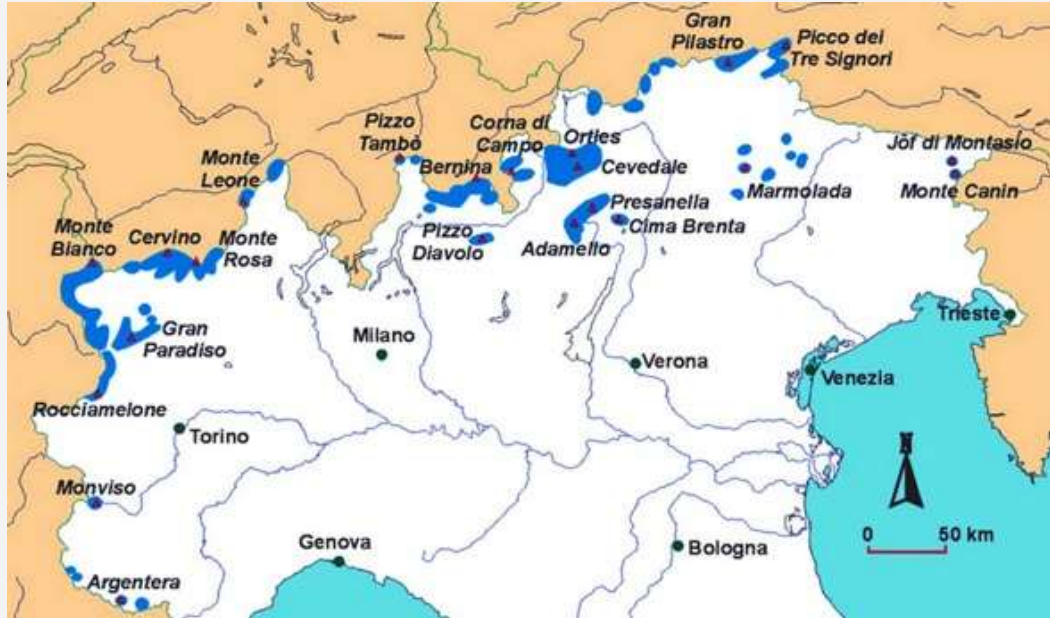 Gran
Pilastro
Picco dei
Tre Signori
Pizzo
Tambò
Corna di
Campo
Ortles
Jôf di Montasio
Monte
Leone
Bernina
Cevedale
Marmolada
Monte Canin
Presanella
Cima Brenta
Monte
Bianco
Cervino
Monte
Rosa
Pizzo
Diavolo
Adamello
N
Gran
Paradiso
Milano
Trieste
Verona
Venezia
Rocciamelone
Torino
Monviso
0 50 km
Genova
Bologna
Argentera